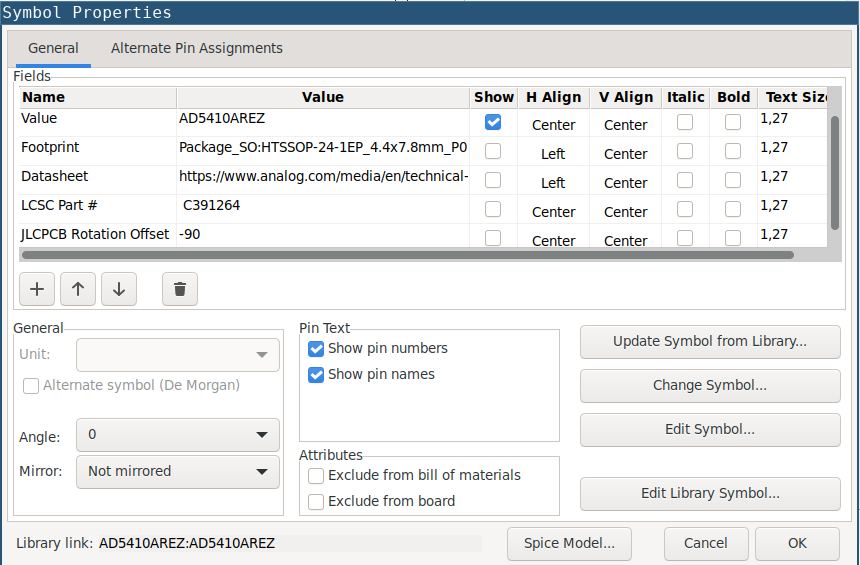 Symbol Properties
General Alternate Pin Assignments
Fields
Name Value Show H Align V Align Italic Bold Text Size
Value AD5410AREZ Center Center 1,27
Footprint Package_SO:HTSSOP-24-1EP_4.4x7.8mm_P0 Left Center 1,27
Datasheet https://www.analog.com/media/en/technical- Left Center 1,27
LCSC Part # C391264 Center Center 1,27
JLCPCB Rotation Offset -90 Center Center 1,27
General Pin Text
Unit: Show pin numbers Update Symbol from Library...
Alternate symbol (De Morgan) Show pin names Change Symbol...
Angle: 0 Edit Symbol...
Mirror: Not mirrored Attributes
Exclude from bill of materials
Exclude from board Edit Library Symbol...
Library link: AD5410AREZ:AD5410AREZ Spice Model... Cancel OK